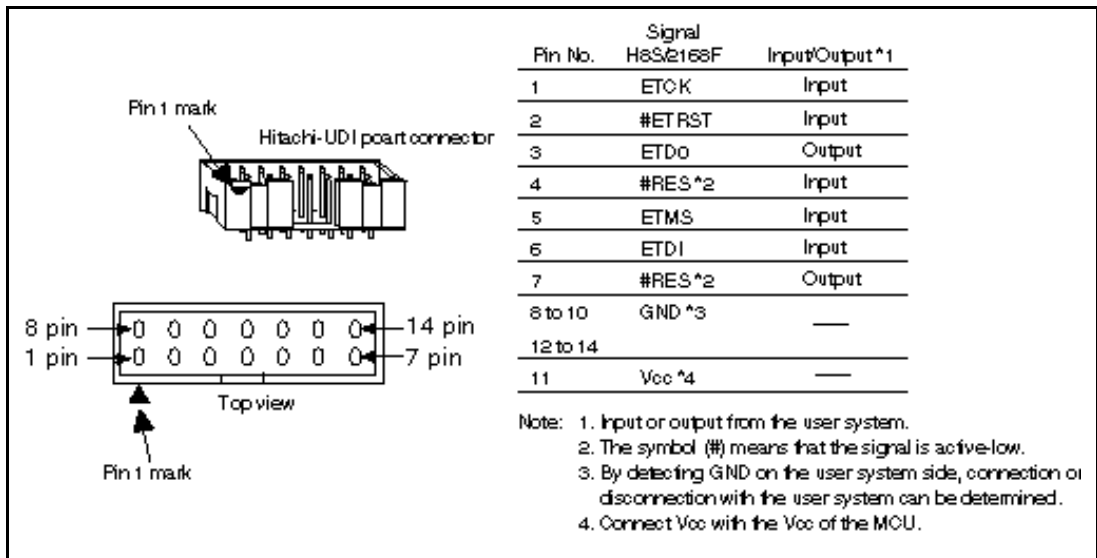 Pin 1 mark
Hitachi-UDI poart connector
8 pin
14 pin
1 pin
7 pin
Top view
Pin 1 mark
Signal
Pin No. H8S/2168F Input/Output *1
1 ETCK Input
2 #ETRST Input
3 ETDO Output
4 #RES *2 Input
5 ETMS Input
6 ETDI Input
7 #RES *2 Output
8 to 10 GND *3 —
12 to 14
11 Vcc *4 —
Note: 1. Input or output from the user system.
2. The symbol (#) means that the signal is active-low.
3. By detecting GND on the user system side, connection or
disconnection with the user system can be determined.
4. Connect Vcc with the Vcc of the MCU.